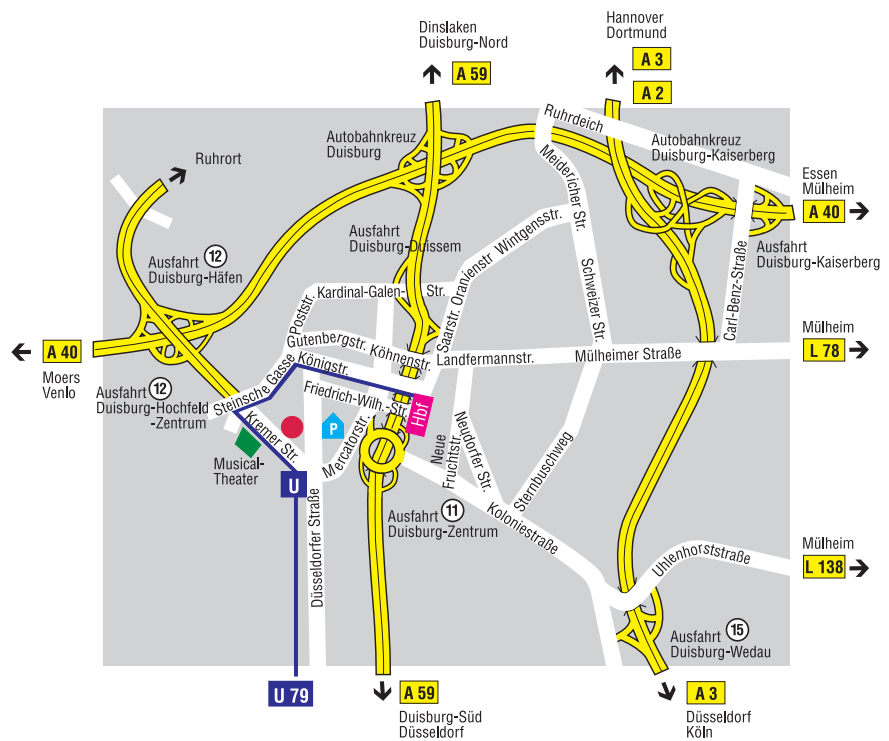 Dinslaken
Duisburg-Nord
A 59
Hannover
Dortmund
A 3
A 2
Ruhrdeich
Autobahnkreuz
Duisburg
Autobahnkreuz
Duisburg-Kaiserberg
Meidericher Str.
Ruhrort
Essen
Mülheim
A 40
Ausfahrt
Duisburg-Duissern
Wintgensstr.
Oranienstr
Saarstr.
Ausfahrt
Duisburg-Kaiserberg
Ausfahrt 12
Duisburg-Häfen
Kardinal-Galen-Str.
Poststr.
Schweizer Str.
Carl-Benz-Straße
Gutenbergstr.
Köhnenstr.
Landfermannstr.
Mülheimer Straße
Mülheim
L 78
A 40
Moers
Venlo
Königstr.
Steinsche Gasse
Ausfahrt 12
Duisburg-Hochfeld
-Zentrum
Friedrich-Wilh.-Str.
Hbf
Kremer Str.
P
Mercatorstr.
Musical-
Theater
U
Neue
Fruchtstr.
Neudorfer Str.
Sternbuschweg
Koloniestraße
Ausfahrt 11
Duisburg-Zentrum
Düsseldorfer Straße
Uhlenhorststraße
Mülheim
L 138
Ausfahrt 15
Duisburg-Wedau
U 79
A 59
Duisburg-Süd
Düsseldorf
A 3
Düsseldorf
Köln